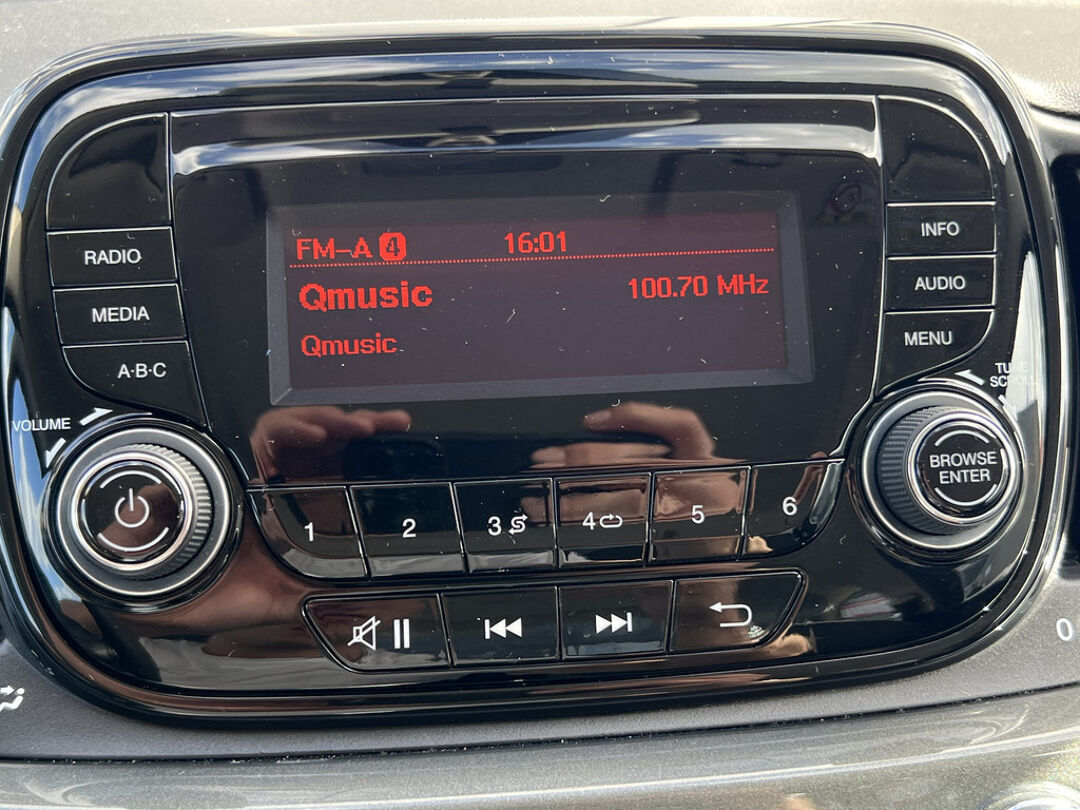 FM-A 4 16:01
Qmusic 100.70 MHz
Qmusic
RADIO
MEDIA
A·B·C
VOLUME
INFO
AUDIO
MENU
TUNE
SCROLL
BROWSE
ENTER
1 2 3 4 5 6
0